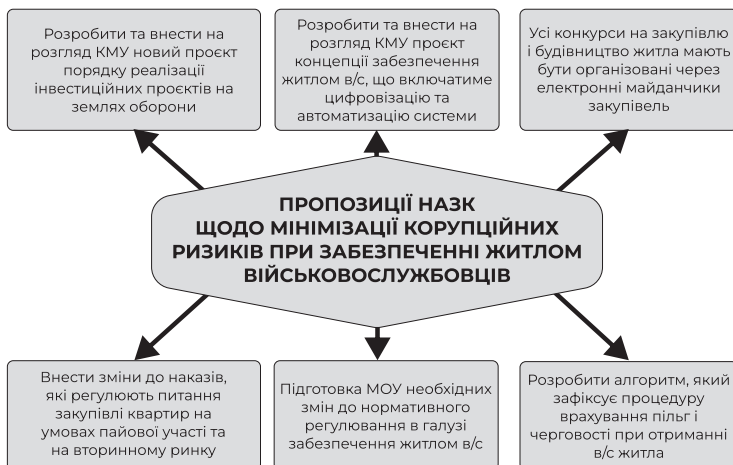 Розробити та внести на
розгляд КМУ новий проєкт
порядку реалізації
інвестиційних проєктів на
землях оборони
Розробити та внести на
розгляд КМУ проєкт
концепції забезпечення
житлом в/с, що включатиме
цифровізацію та
автоматизацію системи
Усі конкурси на закупівлю
і будівництво житла мають
бути організовані через
електронні майданчики
закупівель
ПРОПОЗИЦІЇ НАЗК
ЩОДО МІНІМІЗАЦІЇ КОРУПЦІЙНИХ
РИЗИКІВ ПРИ ЗАБЕЗПЕЧЕННІ ЖИТЛОМ
ВІЙСЬКОВОСЛУЖБОВЦІВ
Внести зміни до наказів,
які регулюють питання
закупівлі квартир на
умовах пайової участі та
на вторинному ринку
Підготовка МОУ необхідних
змін до нормативного
регулювання в галузі
забезпечення житлом в/с
Розробити алгоритм, який
зафіксує процедуру
врахування пільг і
черговості при отриманні
в/с житла